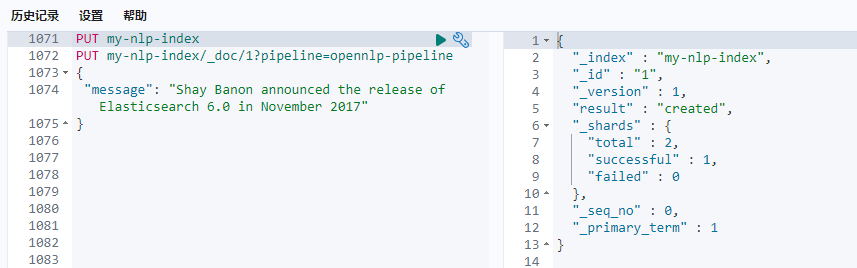 历史记录 设置 帮助
1071 PUT my-nlp-index
1072 PUT my-nlp-index/_doc/1?pipeline=opennlp-pipeline
1073 {
1074 "message": "Shay Banon announced the release of
Elasticsearch 6.0 in November 2017"
1075 }
1076
1077
1078
1079
1080
1081
1082
1083
1 {
2 "_index" : "my-nlp-index",
3 "_id" : "1",
4 "_version" : 1,
5 "result" : "created",
6 "_shards" : {
7 "total" : 2,
8 "successful" : 1,
9 "failed" : 0
10 },
11 "_seq_no" : 0,
12 "_primary_term" : 1
13 }
14